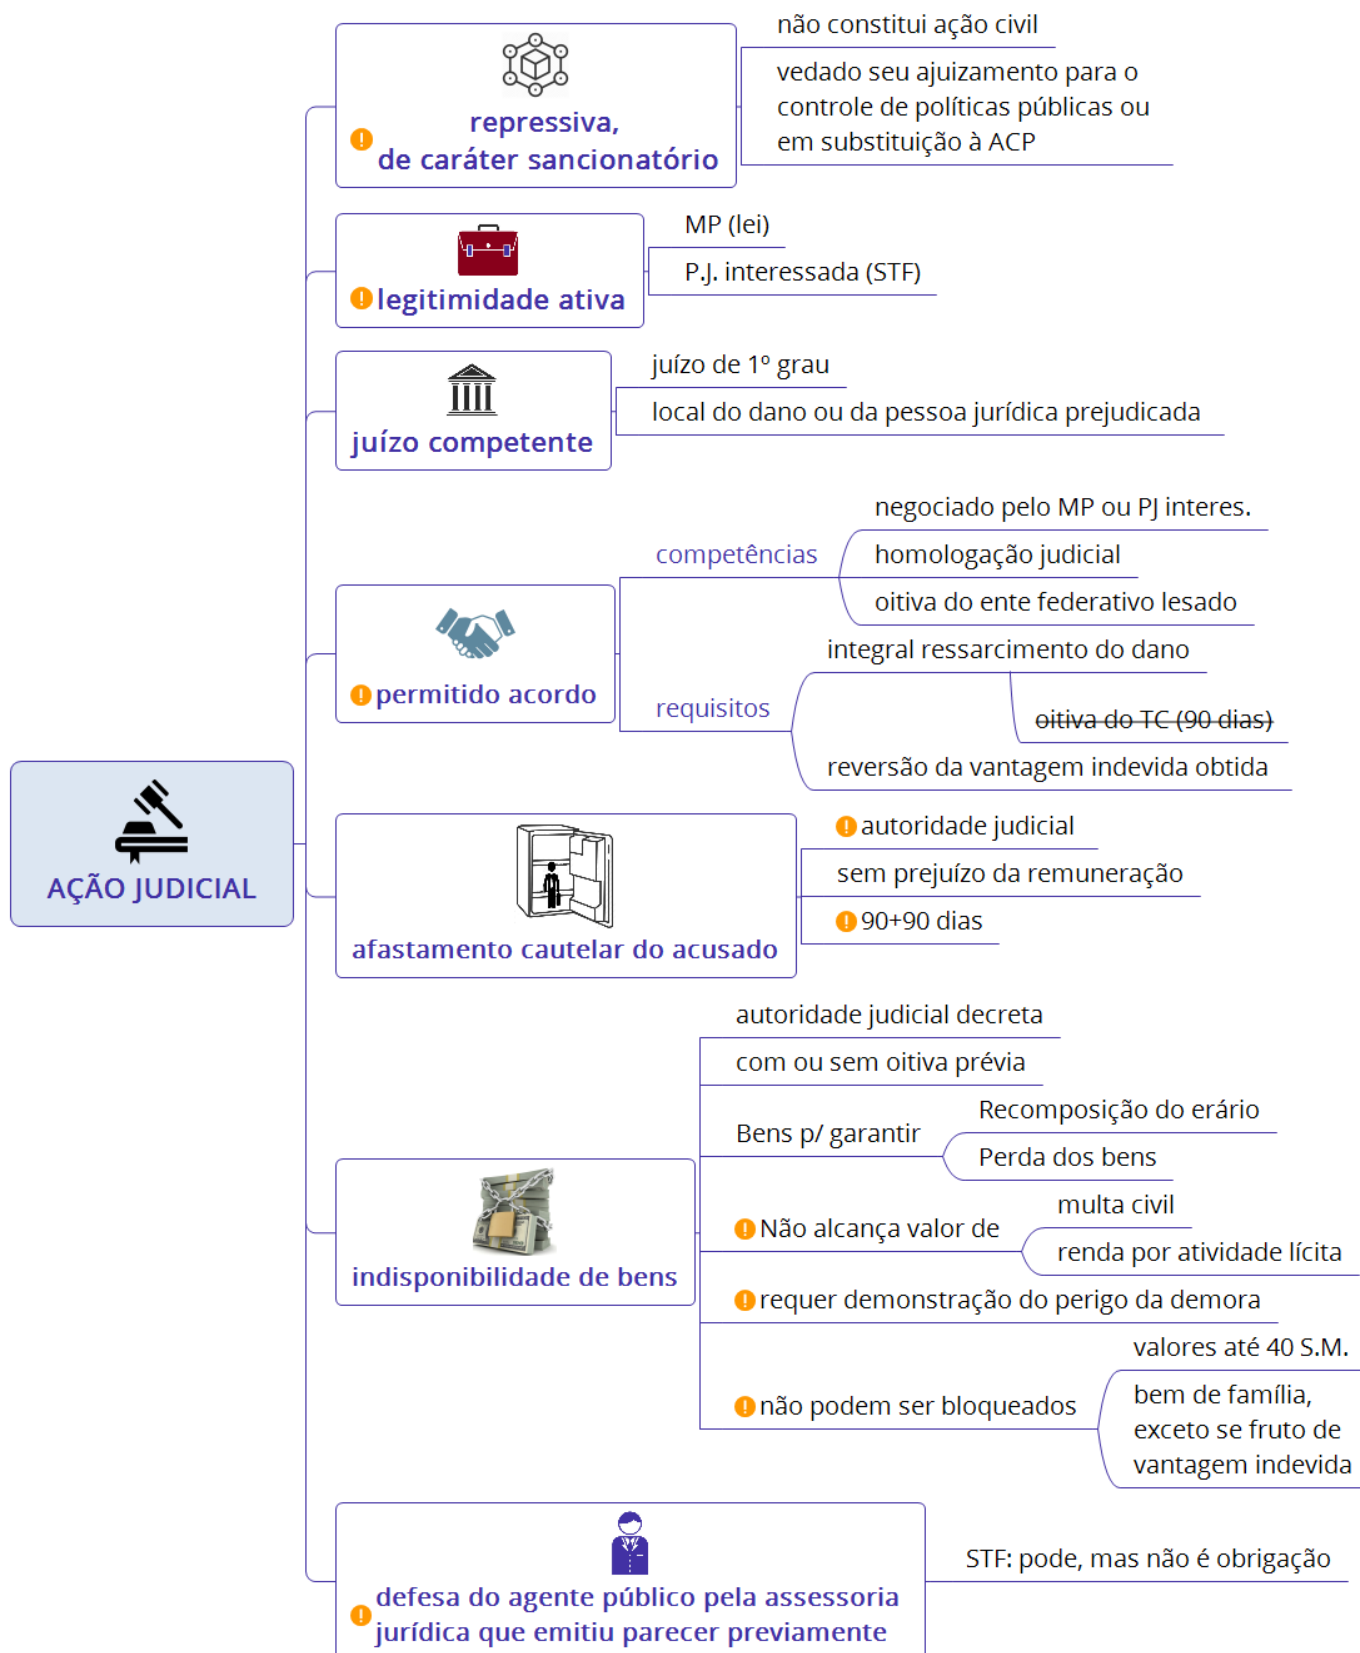 não constitui ação civil
vedado seu ajuizamento para o
controle de políticas públicas ou
em substituição à ACP
repressiva,
de caráter sancionatório
MP (lei)
P.J. interessada (STF)
legitimidade ativa
juízo de 1º grau
local do dano ou da pessoa jurídica prejudicada
juízo competente
negociado pelo MP ou PJ interes.
competências
homologação judicial
oitiva do ente federativo lesado
permitido acordo
integral ressarcimento do dano
requisitos
oitiva do TC (90 dias)
reversão da vantagem indevida obtida
AÇÃO JUDICIAL
autoridade judicial
sem prejuízo da remuneração
90+90 dias
afastamento cautelar do acusado
autoridade judicial decreta
com ou sem oitiva prévia
Bens p/ garantir
Recomposição do erário
Perda dos bens
Não alcança valor de
multa civil
renda por atividade lícita
indisponibilidade de bens
requer demonstração do perigo da demora
não podem ser bloqueados
valores até 40 S.M.
bem de família,
exceto se fruto de
vantagem indevida
STF: pode, mas não é obrigação
defesa do agente público pela assessoria
jurídica que emitiu parecer previamente